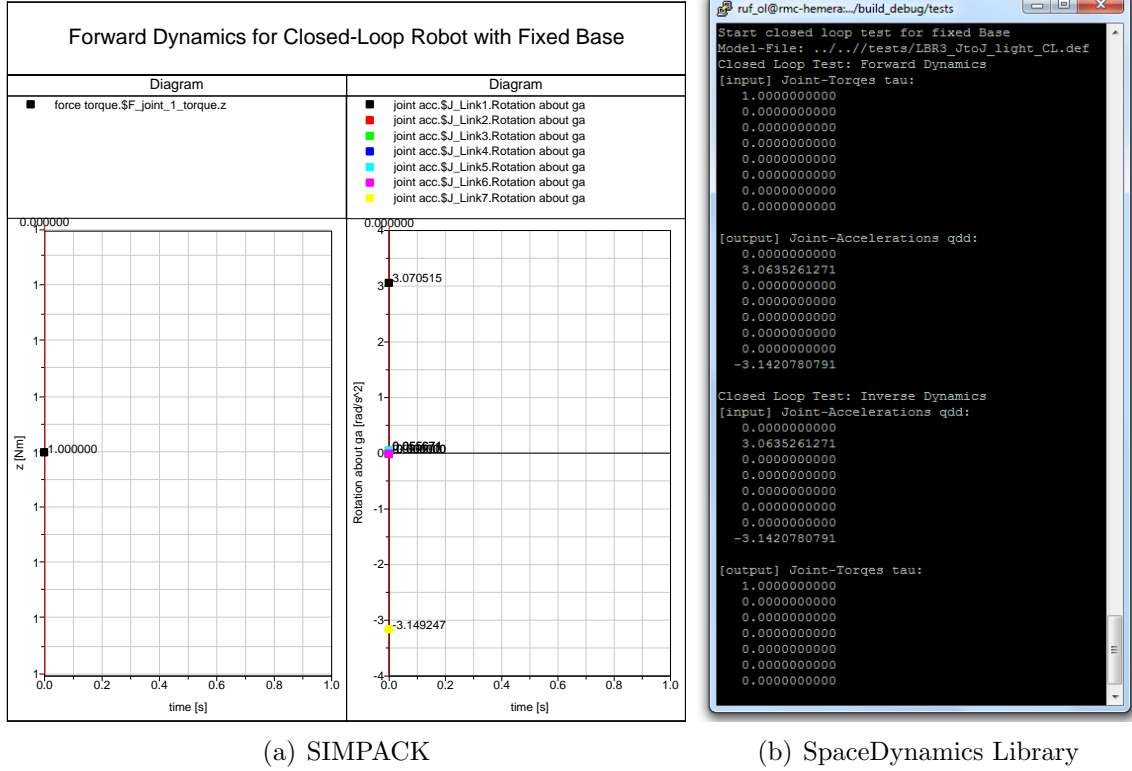 Forward Dynamics for Closed-Loop Robot with Fixed Base
Diagram
force torque.$F_joint_1_torque.z
0.000000
1
1
1
1
1
1
1
1
1
1.000000
z [Nm]
0.0 0.2 0.4 0.6 0.8 1.0
time [s]
Diagram
joint acc.$J_Link1.Rotation about ga
joint acc.$J_Link2.Rotation about ga
joint acc.$J_Link3.Rotation about ga
joint acc.$J_Link4.Rotation about ga
joint acc.$J_Link5.Rotation about ga
joint acc.$J_Link6.Rotation about ga
joint acc.$J_Link7.Rotation about ga
0.000000
4
3
2
1
0
-1
-2
-3
-4
3.070515
-3.149247
Rotation about ga [rad/s^2]
0.0 0.2 0.4 0.6 0.8 1.0
time [s]
(a) SIMPACK
ruf_ol@rmc-hemera:.../build_debug/tests
Start closed loop test for fixed Base
Model-File: ../..//tests/LBR3_JtoJ_light_CL.def
Closed Loop Test: Forward Dynamics
[input] Joint-Torqes tau:
1.0000000000
0.0000000000
0.0000000000
0.0000000000
0.0000000000
0.0000000000
0.0000000000
0.0000000000
[output] Joint-Accelerations qdd:
0.0000000000
3.0635261271
0.0000000000
0.0000000000
0.0000000000
0.0000000000
0.0000000000
-3.1420780791
Closed Loop Test: Inverse Dynamics
[input] Joint-Accelerations qdd:
0.0000000000
3.0635261271
0.0000000000
0.0000000000
0.0000000000
0.0000000000
0.0000000000
-3.1420780791
[output] Joint-Torqes tau:
1.0000000000
0.0000000000
0.0000000000
0.0000000000
0.0000000000
0.0000000000
0.0000000000
(b) SpaceDynamics Library